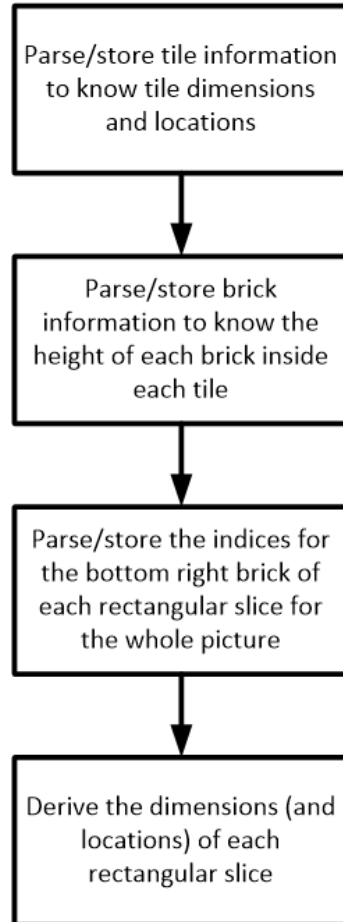 Parse/store tile information
to know tile dimensions
and locations
Parse/store brick
information to know the
height of each brick inside
each tile
Parse/store the indices for
the bottom right brick of
each rectangular slice for
the whole picture
Derive the dimensions (and
locations) of each
rectangular slice